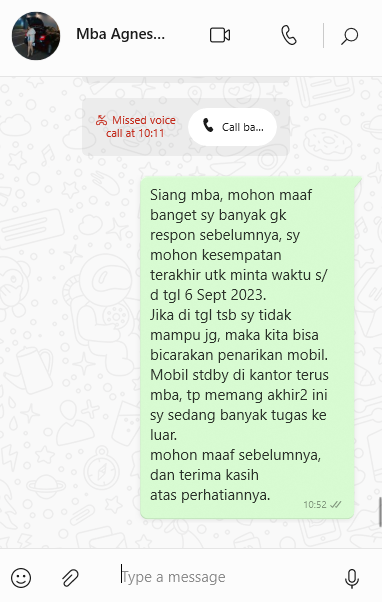 Mba Agnes...
Missed voice
call at 10:11
Call ba...
Siang mba, mohon maaf
banget sy banyak gk
respon sebelumnya, sy
mohon kesempatan
terakhir utk minta waktu s/
d tgl 6 Sept 2023.
Jika di tgl tsb sy tidak
mampu jg, maka kita bisa
bicarakan penarikan mobil.
Mobil stdby di kantor terus
mba, tp memang akhir2 ini
sy sedang banyak tugas ke
luar.
mohon maaf sebelumnya,
dan terima kasih
atas perhatiannya.
10:52
Type a message